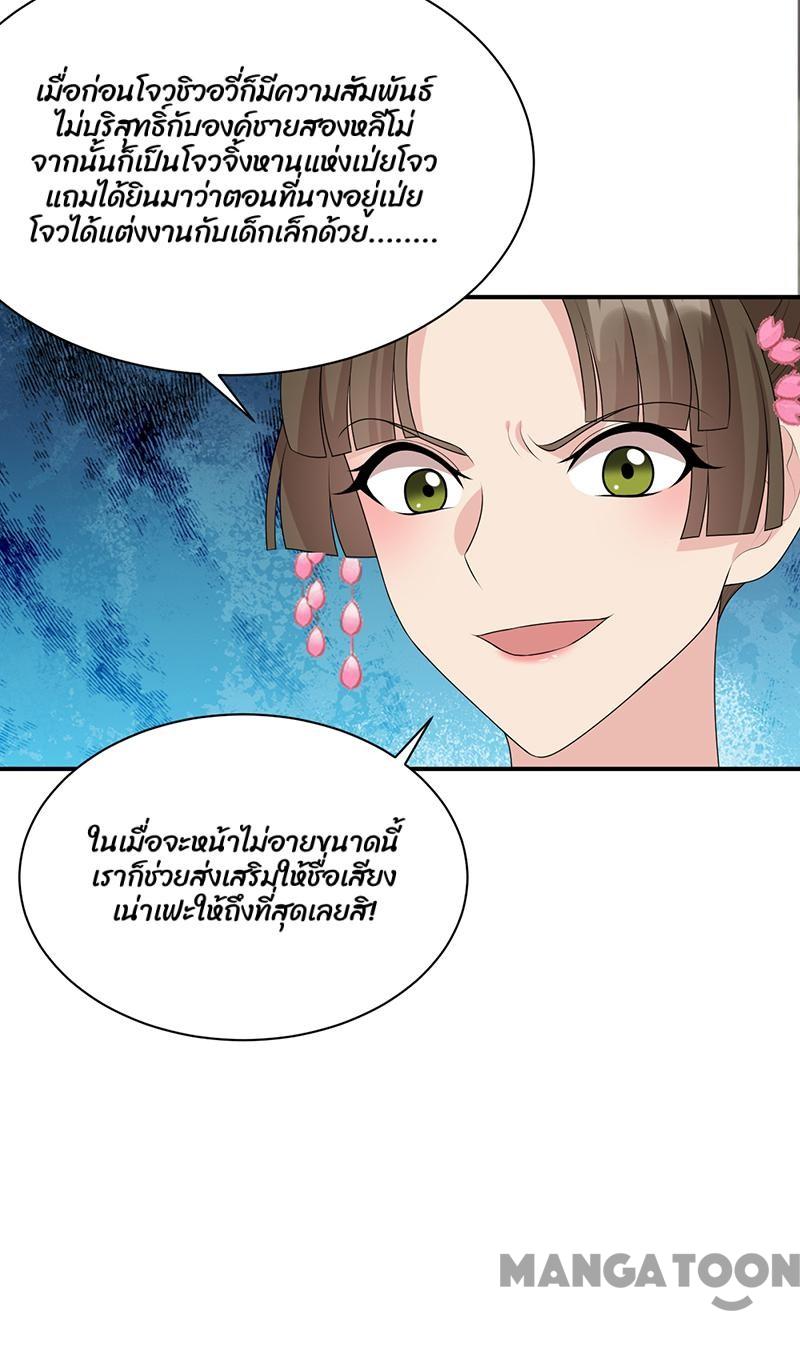 เมื่อก่อนโจวชิวอวี่ก็มีความสัมพันธ์
ไม่บริสุทธิ์กับองค์ชายสองหลีโม่
จากนั้นก็เป็นโจวจิ้งหานแห่งเป่ยโจว
แถมได้ยินมาว่าตอนที่นางอยู่เป่ย
โจวได้แต่งงานกับเด็กเล็กด้วย........
ในเมื่อจะหน้าไม่อายขนาดนี้
เราก็ช่วยส่งเสริมให้ชื่อเสียง
เน่าเฟะให้ถึงที่สุดเลยสิ!
MANGATOON